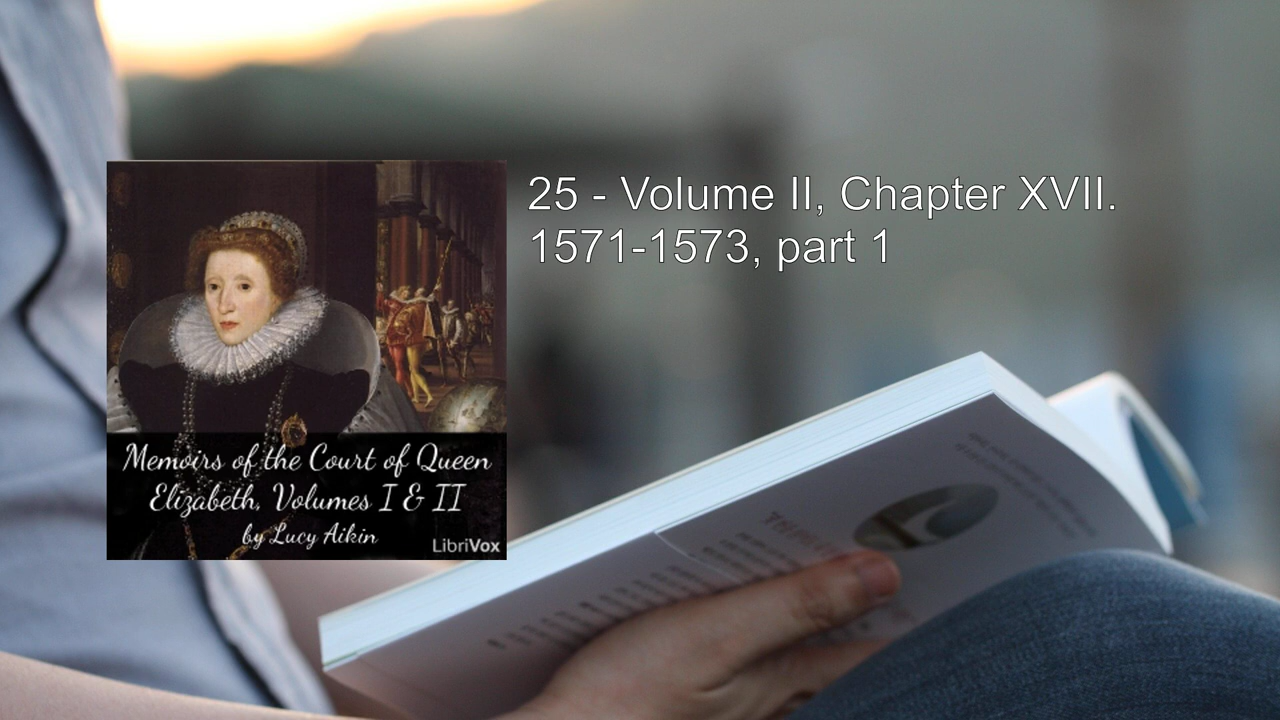 25 - Volume II, Chapter XVII.
1571-1573, part 1
Memoirs of the Court of Queen
Elizabeth, Volumes I & II
by Lucy Aikin
LibriVox